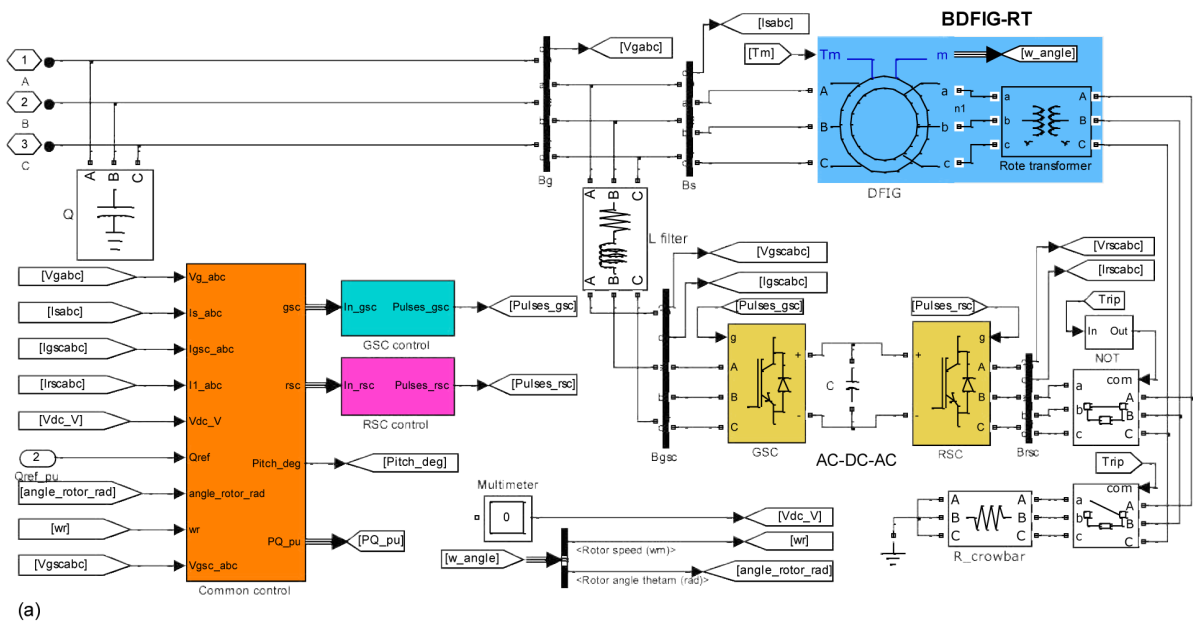 BDFIG-RT
[Isabc]
[Vgabc]
[Tm]
Tm
m
[w_angle]
1
A
2
B
3
C
A
B
C
a
b
c
n1
a
b
c
A
B
C
Rote transformer
DFIG
Bg
Bs
A
B
C
Q
A
B
C
L filter
A
B
C
[Vgabc]
[Isabc]
[Igscabc]
[Irscabc]
[Vdc_V]
2
Qref_pu
[angle_rotor_rad]
[wr]
[Vgscabc]
Vg_abc
Is_abc
Igsc_abc
I1_abc
Vdc_V
Qref
angle_rotor_rad
wr
Vgsc_abc
gsc
rsc
Pitch_deg
PQ_pu
Common control
In_gsc
Pulses_gsc
GSC control
[Pulses_gsc]
In_rsc
Pulses_rsc
RSC control
[Pulses_rsc]
[Pitch_deg]
[PQ_pu]
[Vgscabc]
[Igscabc]
[Pulses_gsc]
a
b
c
Bgsc
g
A
B
C
+
-
GSC
C
AC-DC-AC
[Pulses_rsc]
g
+
-
A
B
C
RSC
Brsc
[Vrscabc]
[Irscabc]
Trip
In
Out
NOT
com
a
b
c
A
B
C
Trip
com
a
b
c
A
B
C
A
B
C
A
B
C
R_crowbar
Multimeter
0
[Vdc_V]
[w_angle]
<Rotor speed (wm)>
[wr]
<Rotor angle thetam (rad)>
[angle_rotor_rad]
(a)